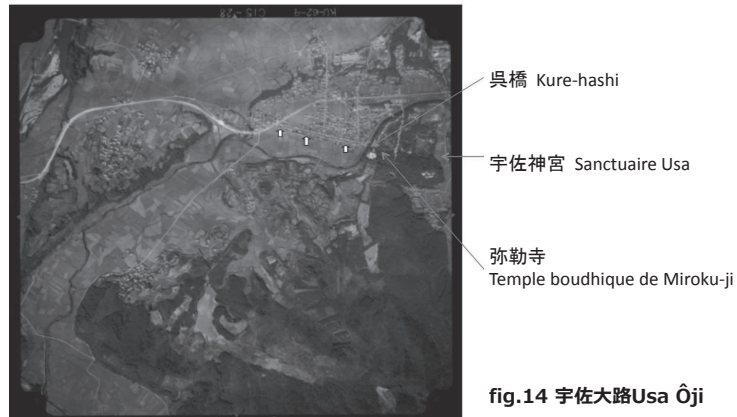 呉橋 Kure-hashi
宇佐神宮 Sanctuaire Usa
弥勒寺
Temple boudhique de Miroku-ji
fig.14 宇佐大路Usa Ôji